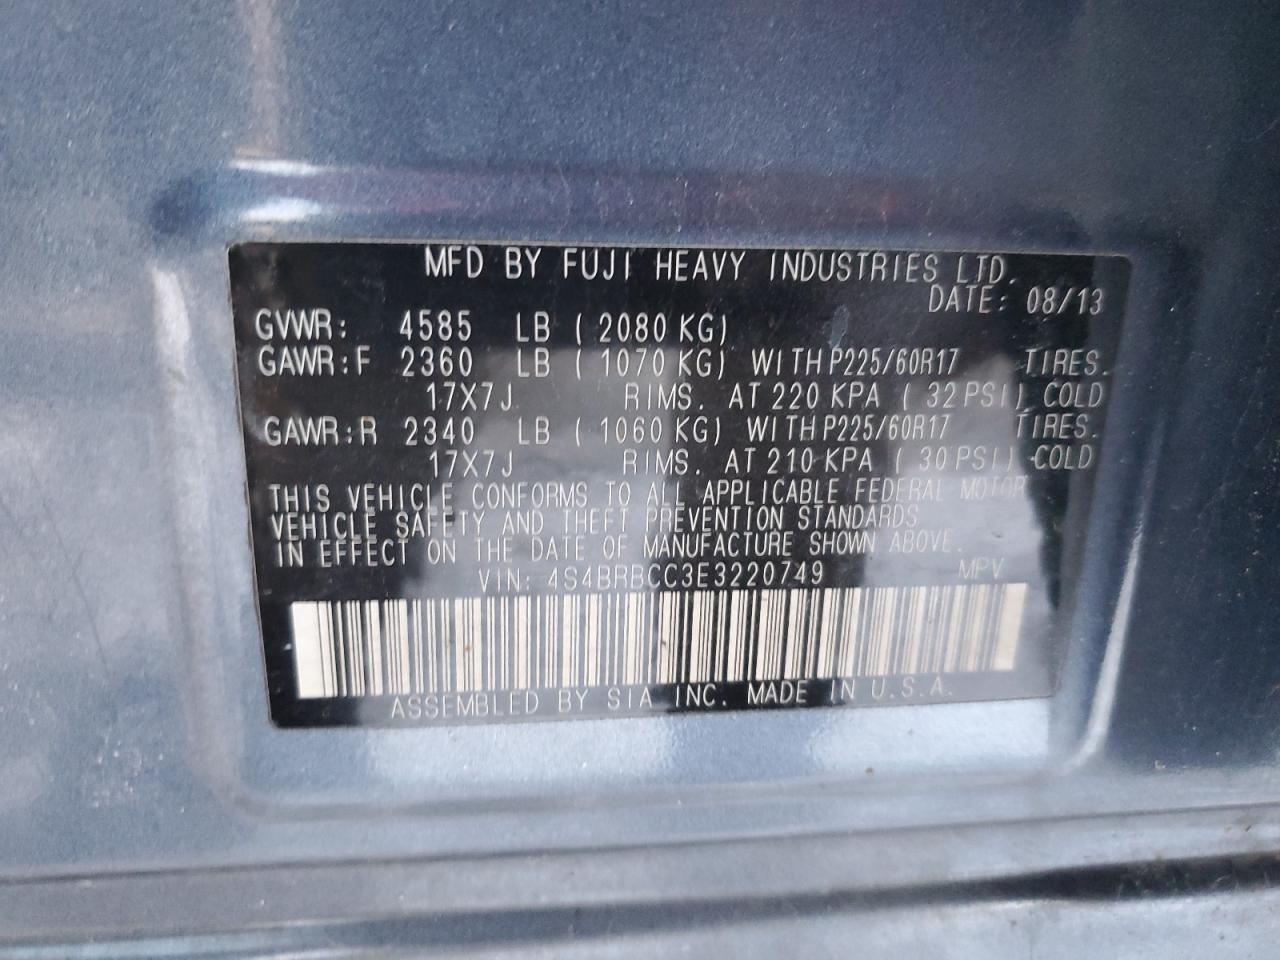 MFD BY FUJI HEAVY INDUSTRIES LTD.
DATE: 08/13
GVWR: 4585 LB ( 2080 KG)
GAWR:F 2360 LB ( 1070 KG) WITH P225/60R17 TIRES.
17X7J RIMS. AT 220 KPA ( 32 PSI) COLD
GAWR:R 2340 LB ( 1060 KG) WITH P225/60R17 TIRES.
17X7J RIMS. AT 210 KPA ( 30 PSI) COLD
THIS VEHICLE CONFORMS TO ALL APPLICABLE FEDERAL MOTOR
VEHICLE SAFETY AND THEFT PREVENTION STANDARDS
IN EFFECT ON THE DATE OF MANUFACTURE SHOWN ABOVE.
VIN: 4S4BRBCC3E3220749 MPV
ASSEMBLED BY SIA INC. MADE IN U.S.A.